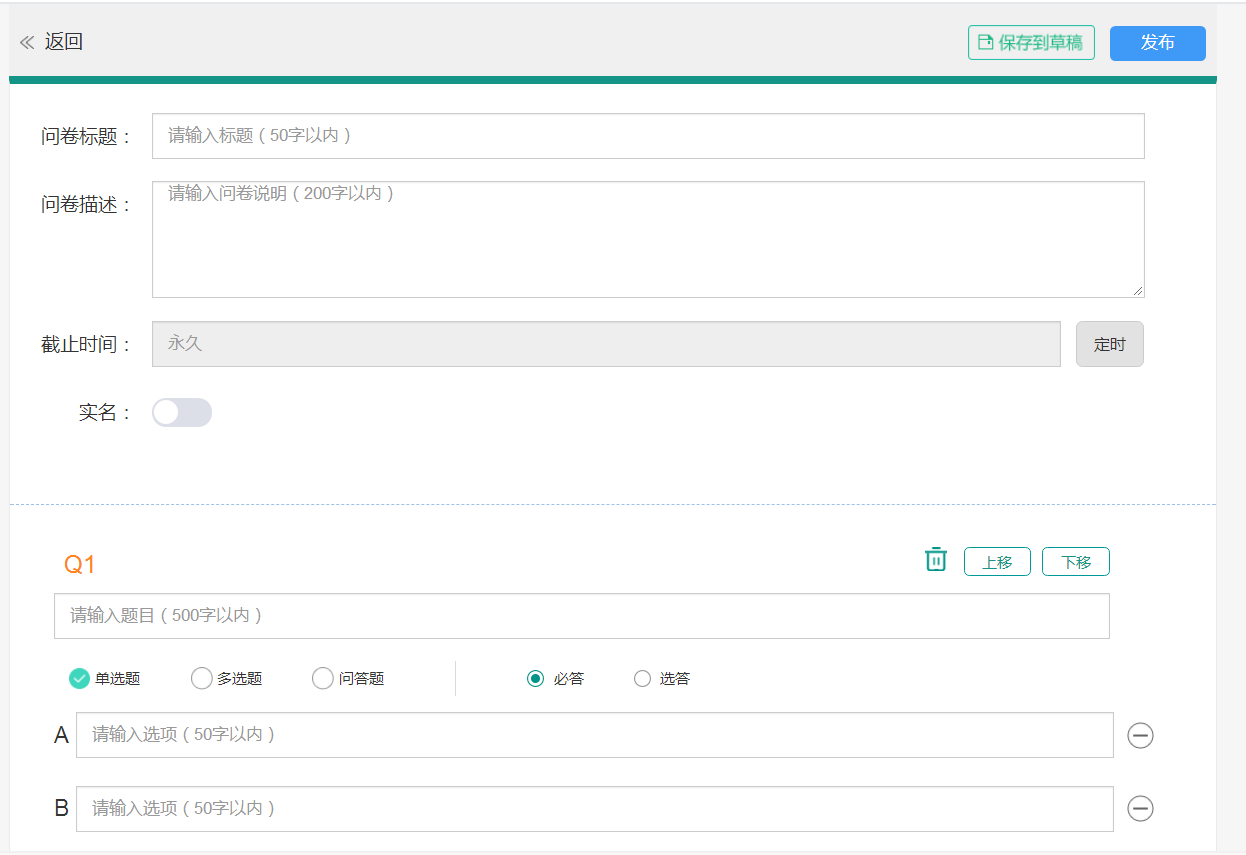 返回
保存到草稿 发布
问卷标题：
请输入标题（50字以内）
问卷描述：
请输入问卷说明（200字以内）
截止时间：
永久
定时
实名：
Q1
上移 下移
请输入题目（500字以内）
单选题 多选题 问答题 必答 选答
A 请输入选项（50字以内）
B 请输入选项（50字以内）